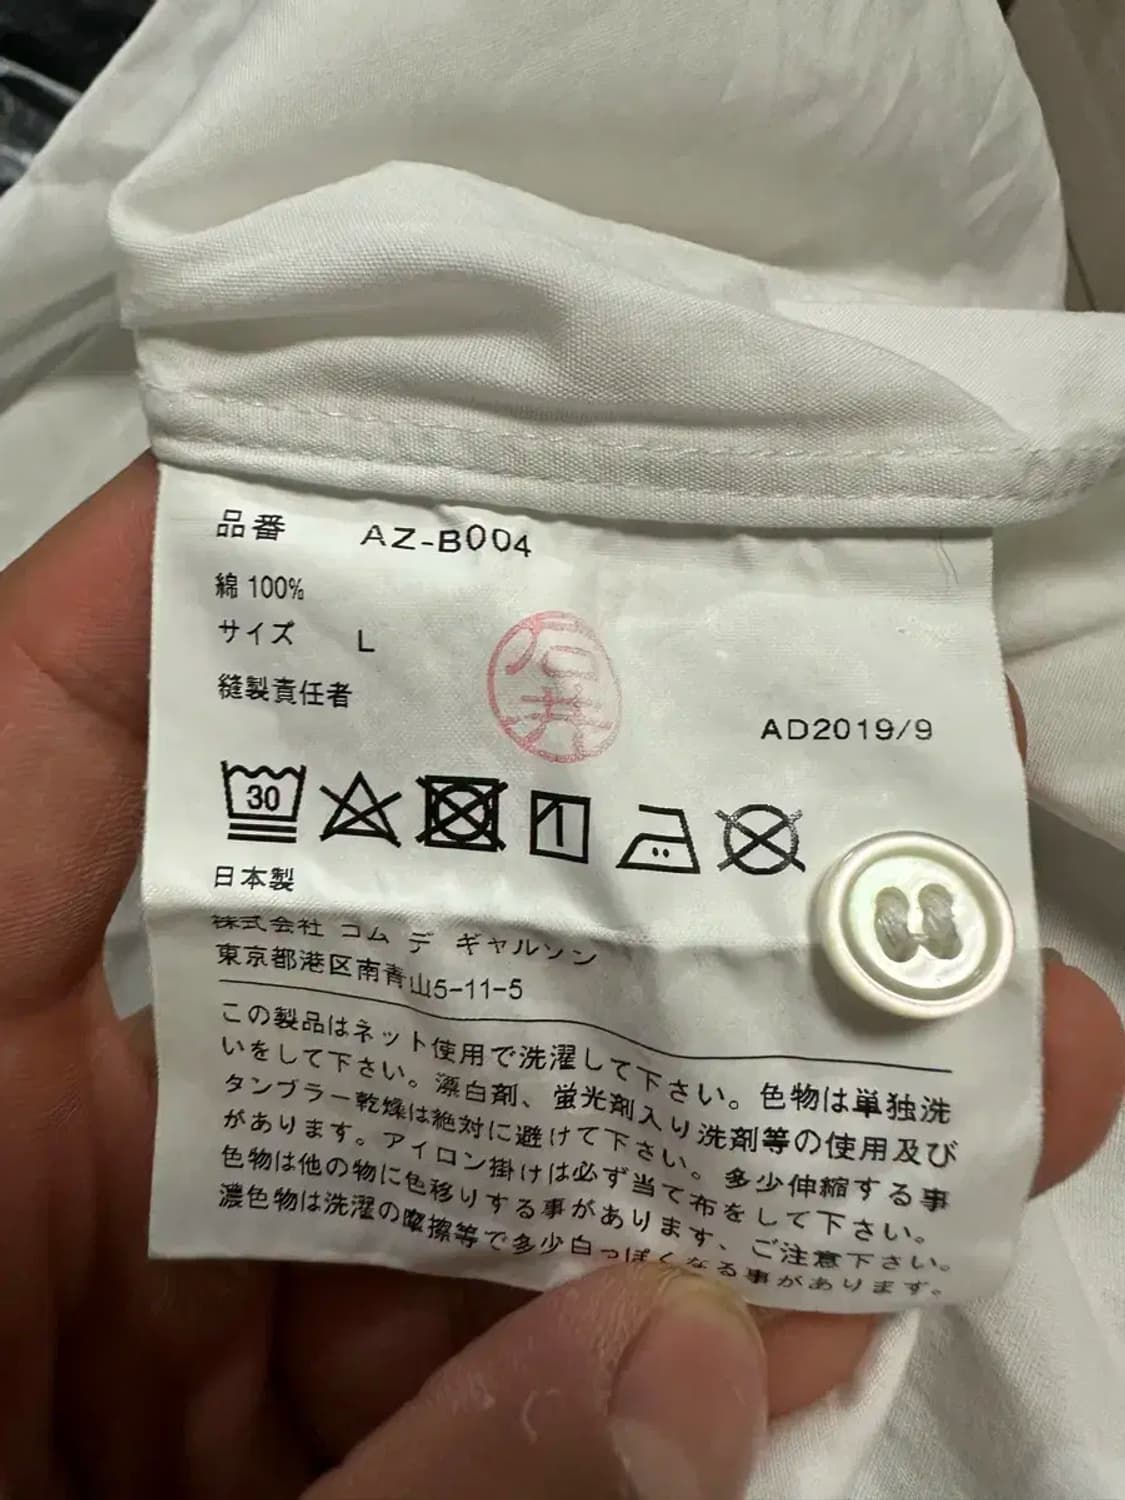 品番 AZ-B004
綿 100%
サイズ L
縫製責任者
石井
AD2019/9
30
1
日本製
株式会社 コム デ ギャルソン
東京都港区南青山5-11-5
この製品はネット使用で洗濯して下さい。色物は単独洗
いをして下さい。漂白剤、蛍光剤入り洗剤等の使用及び
タンブラー乾燥は絶対に避けて下さい。多少伸縮する事
があります。アイロン掛けは必ず当て布をして下さい。
色物は他の物に色移りする事があります、ご注意下さい。
濃色物は洗濯の摩擦等で多少白っぽくなる事があります。